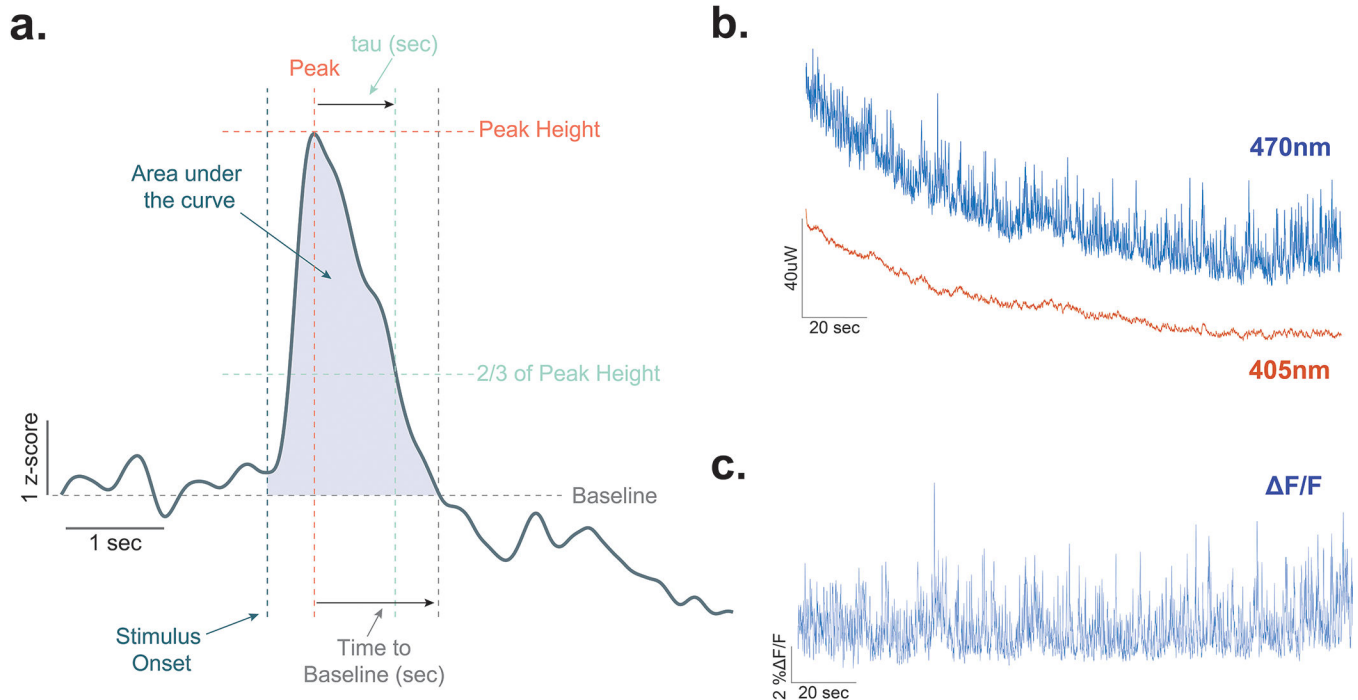 a.
tau (sec)
Peak
Peak Height
Area under
the curve
2/3 of Peak Height
1 z-score
Baseline
1 sec
Stimulus
Onset
Time to
Baseline (sec)
b.
470nm
40uW
20 sec
405nm
c.
ΔF/F
2 %ΔF/F
20 sec